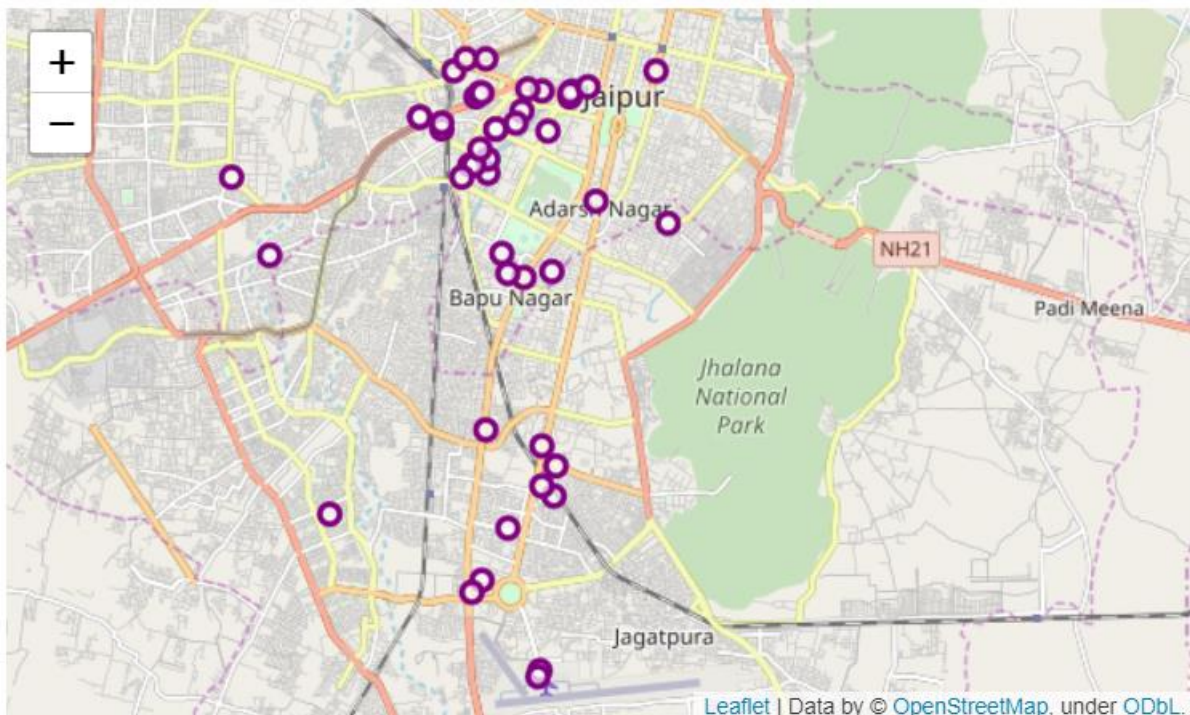 +
−
Jaipur
Adarsh Nagar
NH21
Bapu Nagar
Padi Meena
Jhalana
National
Park
Jagatpura
Leaflet | Data by © OpenStreetMap, under ODbL.